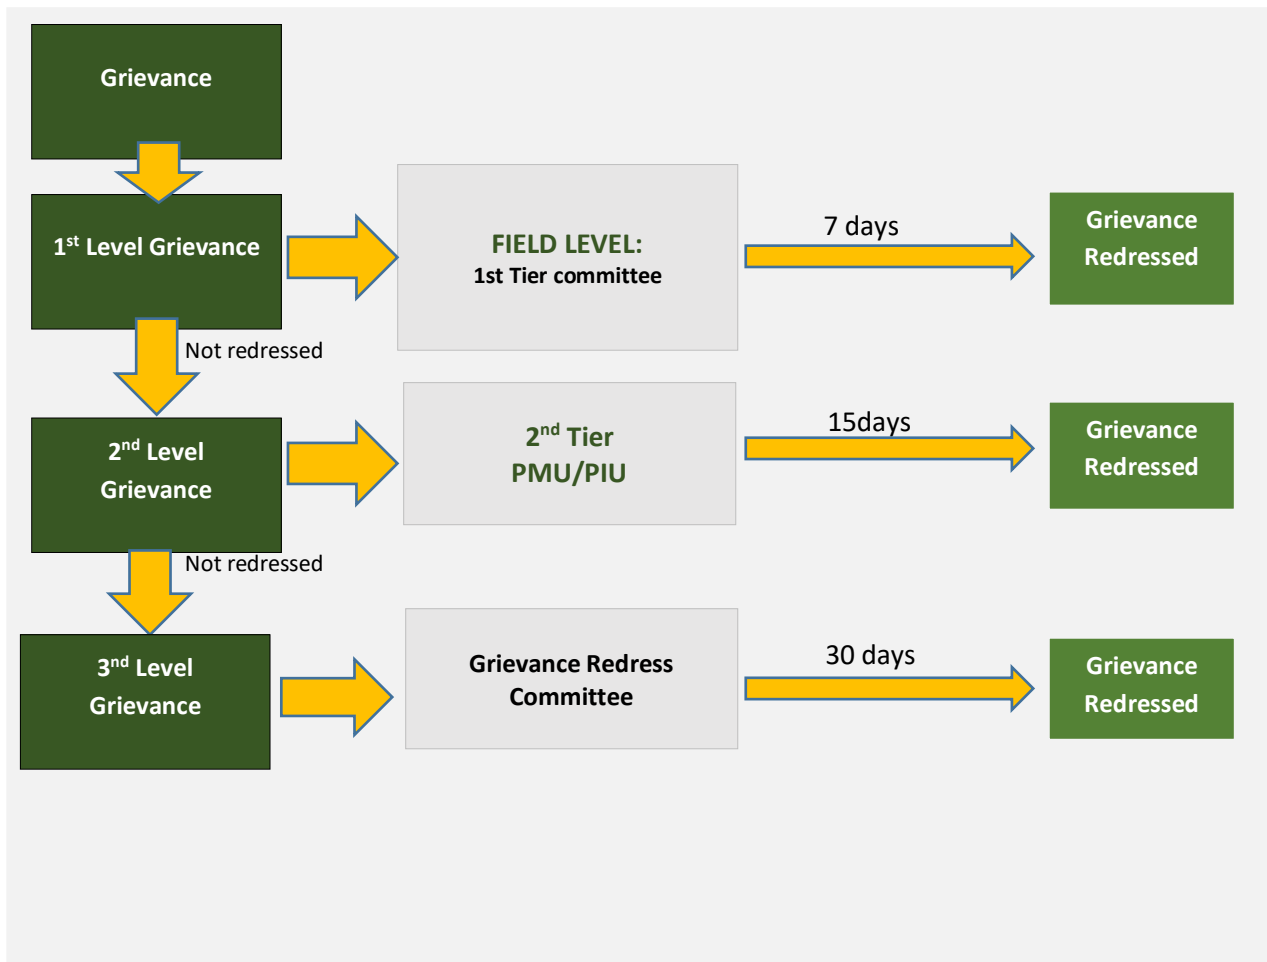 Grievance
1st Level Grievance
FIELD LEVEL:
1st Tier committee
7 days
Grievance
Redressed
Not redressed
2nd Level
Grievance
2nd Tier
PMU/PIU
15days
Grievance
Redressed
Not redressed
3nd Level
Grievance
Grievance Redress
Committee
30 days
Grievance
Redressed